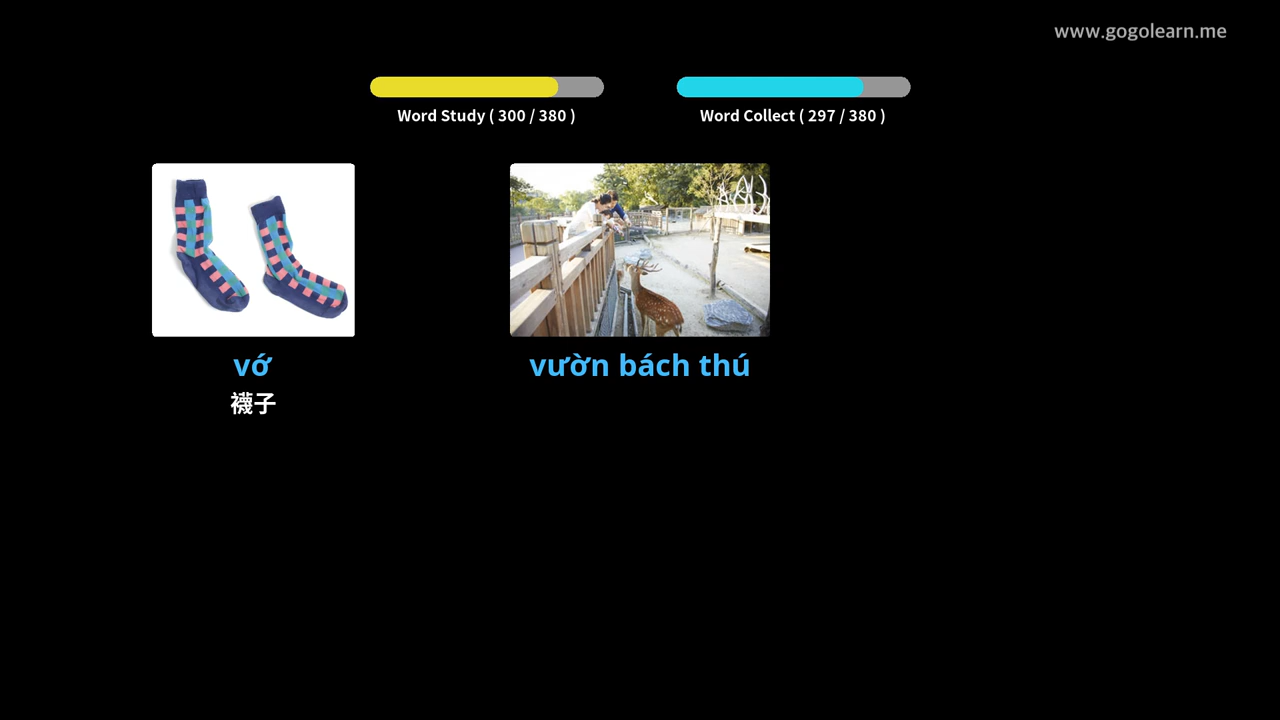 www.gogolearn.me
Word Study ( 300 / 380 )
Word Collect ( 297 / 380 )
vớ
襪子
vườn bách thú